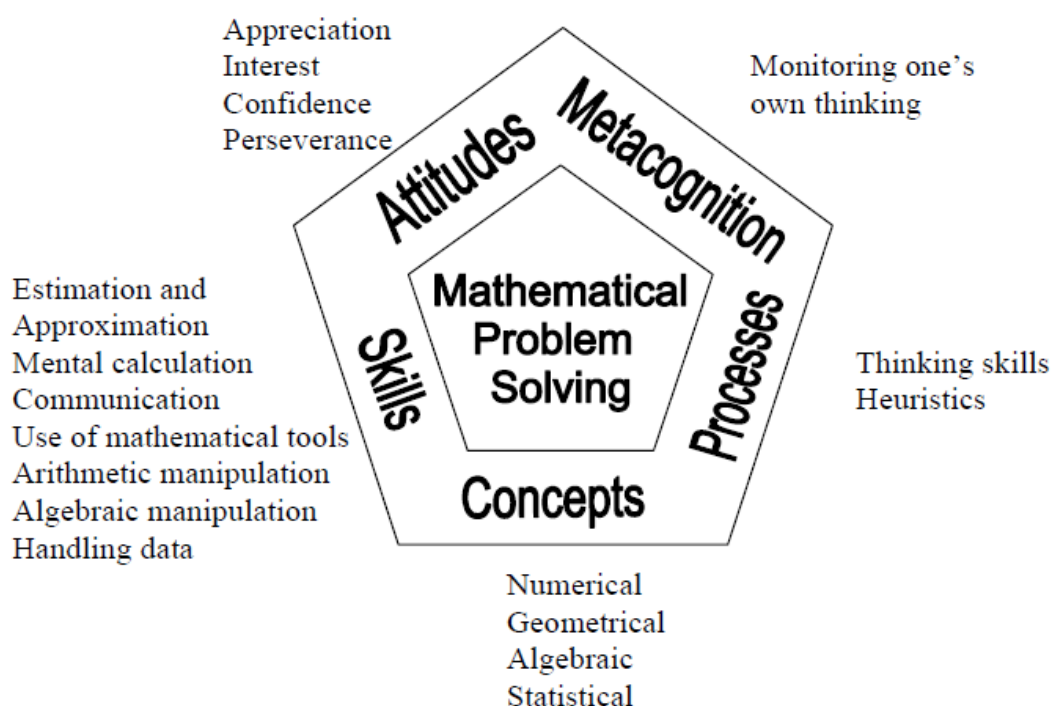 Appreciation
Interest
Confidence
Perseverance
Monitoring one’s
own thinking
Attitudes
Metacognition
Mathematical
Problem
Solving
Estimation and
Approximation
Mental calculation
Communication
Use of mathematical tools
Arithmetic manipulation
Algebraic manipulation
Handling data
Skills
Processes
Thinking skills
Heuristics
Concepts
Numerical
Geometrical
Algebraic
Statistical